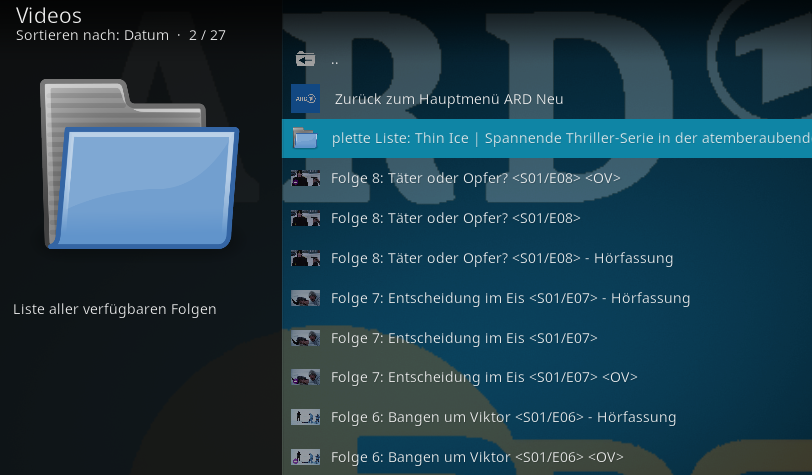 Videos
Sortieren nach: Datum · 2 / 27
Liste aller verfügbaren Folgen
ARD
..
ARD
Zurück zum Hauptmenü ARD Neu
plette Liste: Thin Ice | Spannende Thriller-Serie in der atemberaubend
Folge 8: Täter oder Opfer? <S01/E08> <OV>
Folge 8: Täter oder Opfer? <S01/E08>
Folge 8: Täter oder Opfer? <S01/E08> - Hörfassung
Folge 7: Entscheidung im Eis <S01/E07> - Hörfassung
Folge 7: Entscheidung im Eis <S01/E07>
Folge 7: Entscheidung im Eis <S01/E07> <OV>
Folge 6: Bangen um Viktor <S01/E06> - Hörfassung
Folge 6: Bangen um Viktor <S01/E06> <OV>